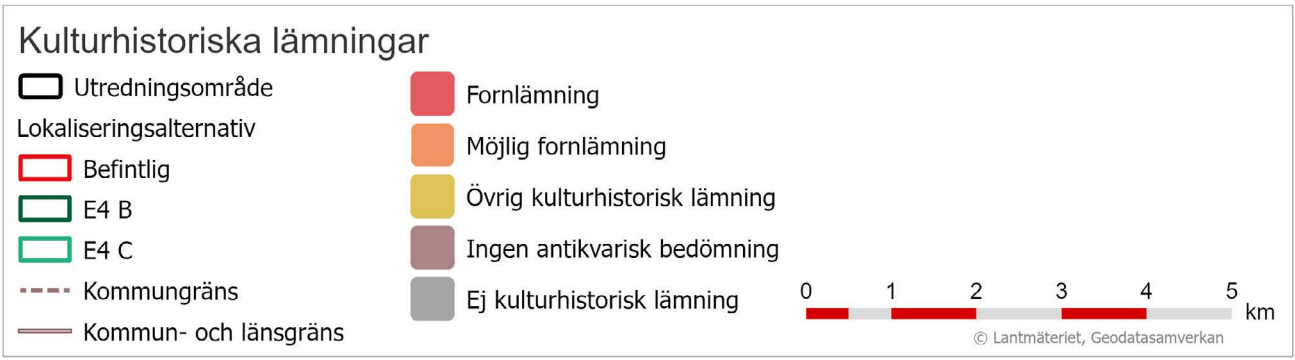 Kulturhistoriska lämningar
Utredningsområde
Lokaliseringsalternativ
Befintlig
E4 B
E4 C
Kommungräns
Kommun- och länsgräns
Fornlämning
Möjlig fornlämning
Övrig kulturhistorisk lämning
Ingen antikvarisk bedömning
Ej kulturhistorisk lämning
0 1 2 3 4 5
km
© Lantmäteriet, Geodatasamverkan